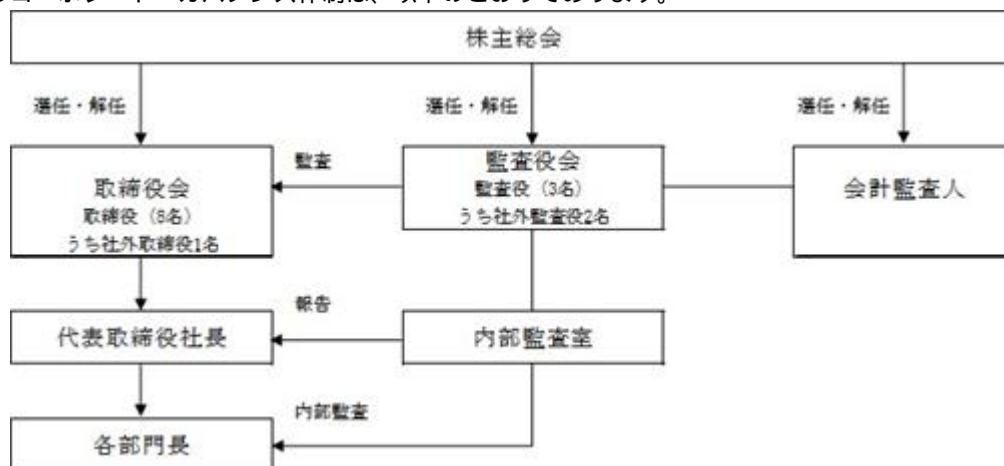 株主総会
選任・解任
選任・解任
選任・解任
取締役会
取締役（8名）
うち社外取締役1名
監査
監査役会
監査役（3名）
うち社外監査役2名
会計監査人
代表取締役社長
報告
内部監査室
各部門長
内部監査